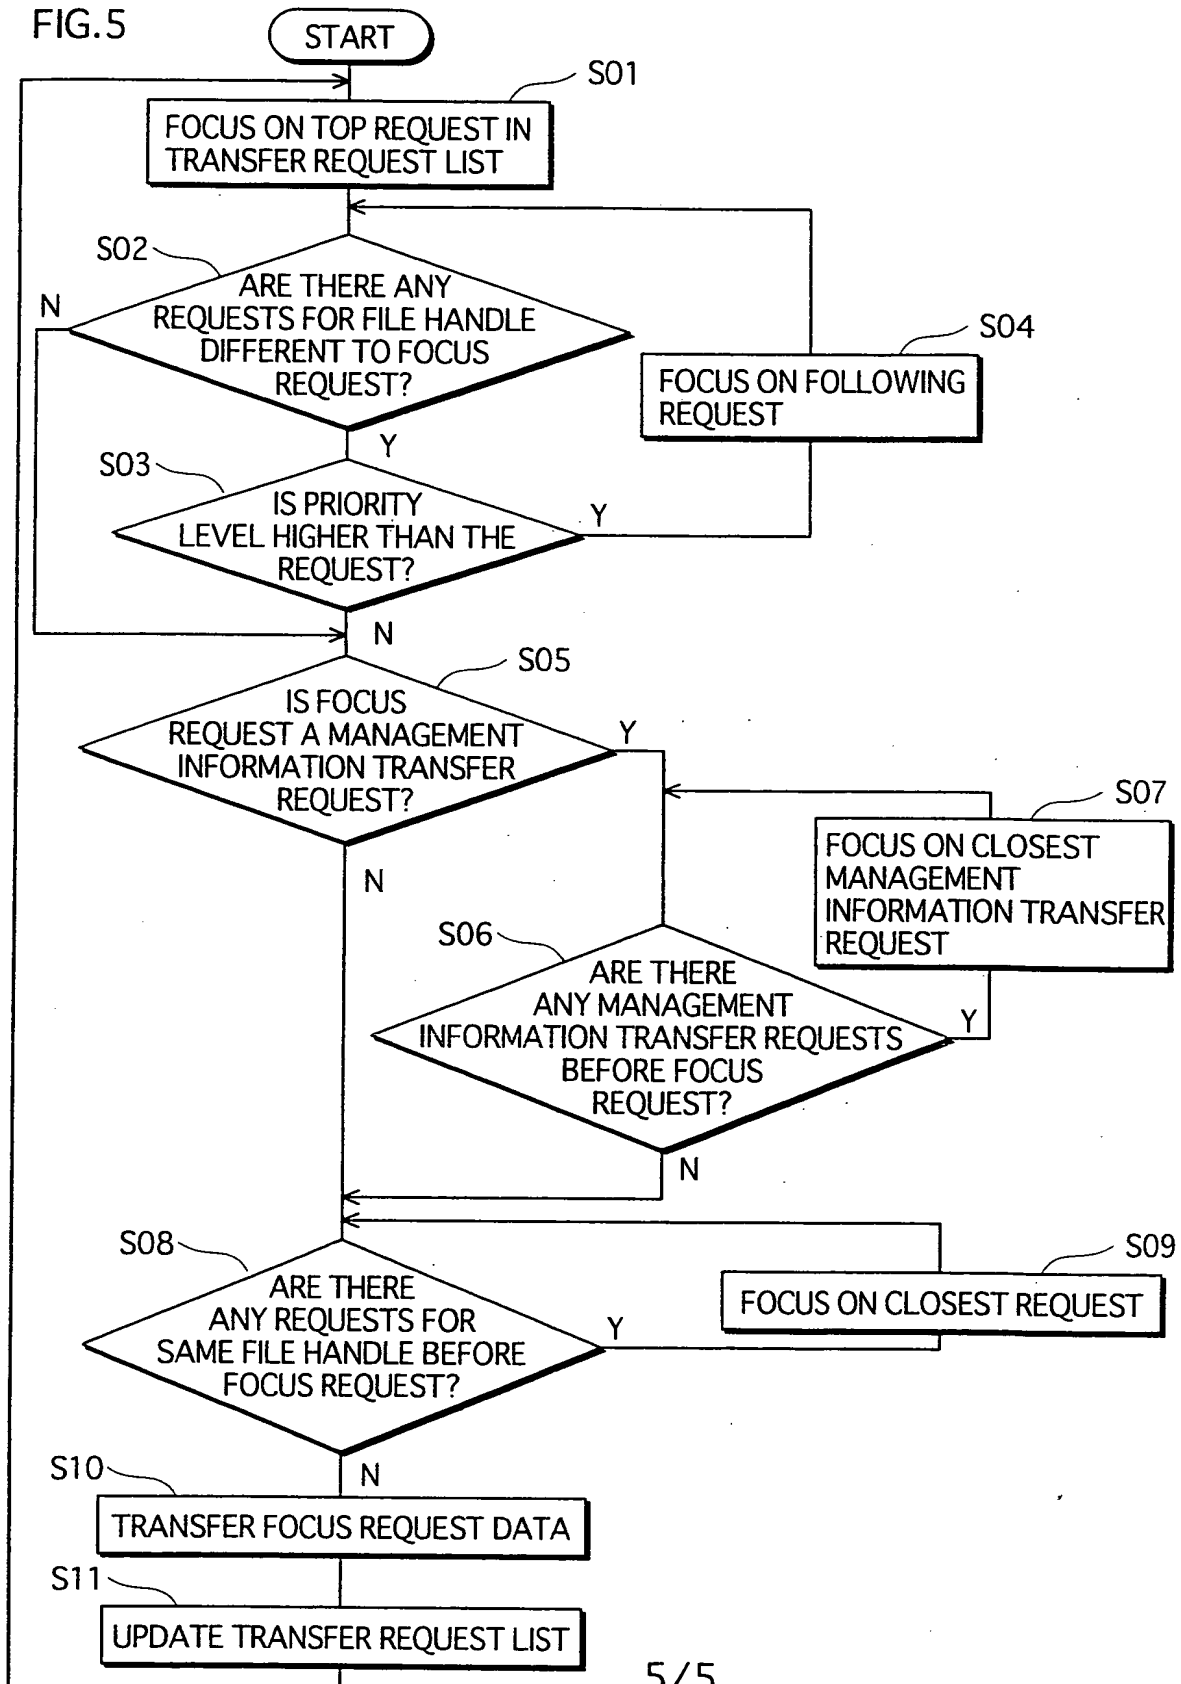 FIG.5
START
S01
FOCUS ON TOP REQUEST IN
TRANSFER REQUEST LIST
S02
ARE THERE ANY
REQUESTS FOR FILE HANDLE
DIFFERENT TO FOCUS
REQUEST?
N
Y
S04
FOCUS ON FOLLOWING
REQUEST
S03
IS PRIORITY
LEVEL HIGHER THAN THE
REQUEST?
Y
N
S05
IS FOCUS
REQUEST A MANAGEMENT
INFORMATION TRANSFER
REQUEST?
Y
N
S07
FOCUS ON CLOSEST
MANAGEMENT
INFORMATION TRANSFER
REQUEST
S06
ARE THERE
ANY MANAGEMENT
INFORMATION TRANSFER REQUESTS
BEFORE FOCUS
REQUEST?
Y
N
S08
ARE THERE
ANY REQUESTS FOR
SAME FILE HANDLE BEFORE
FOCUS REQUEST?
Y
N
S09
FOCUS ON CLOSEST REQUEST
S10
TRANSFER FOCUS REQUEST DATA
S11
UPDATE TRANSFER REQUEST LIST
5/5